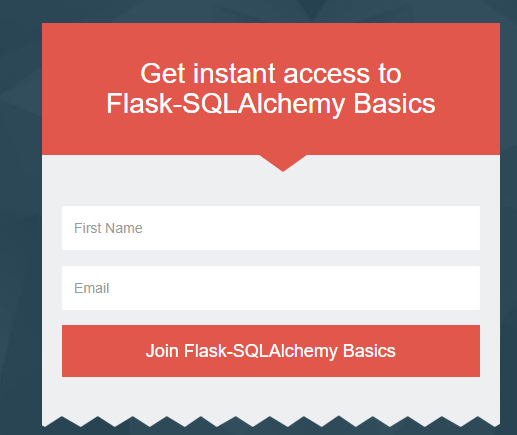 Get instant access to
Flask-SQLAlchemy Basics
First Name
Email
Join Flask-SQLAlchemy Basics